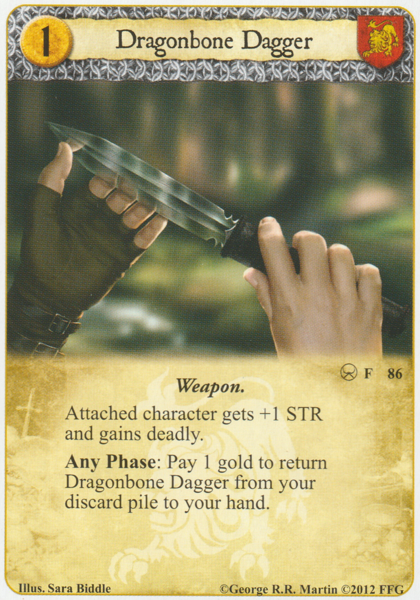 1
Dragonbone Dagger
F 86
Weapon.
Attached character gets +1 STR
and gains deadly.
Any Phase: Pay 1 gold to return
Dragonbone Dagger from your
discard pile to your hand.
Illus. Sara Biddle
©George R.R. Martin ©2012 FFG